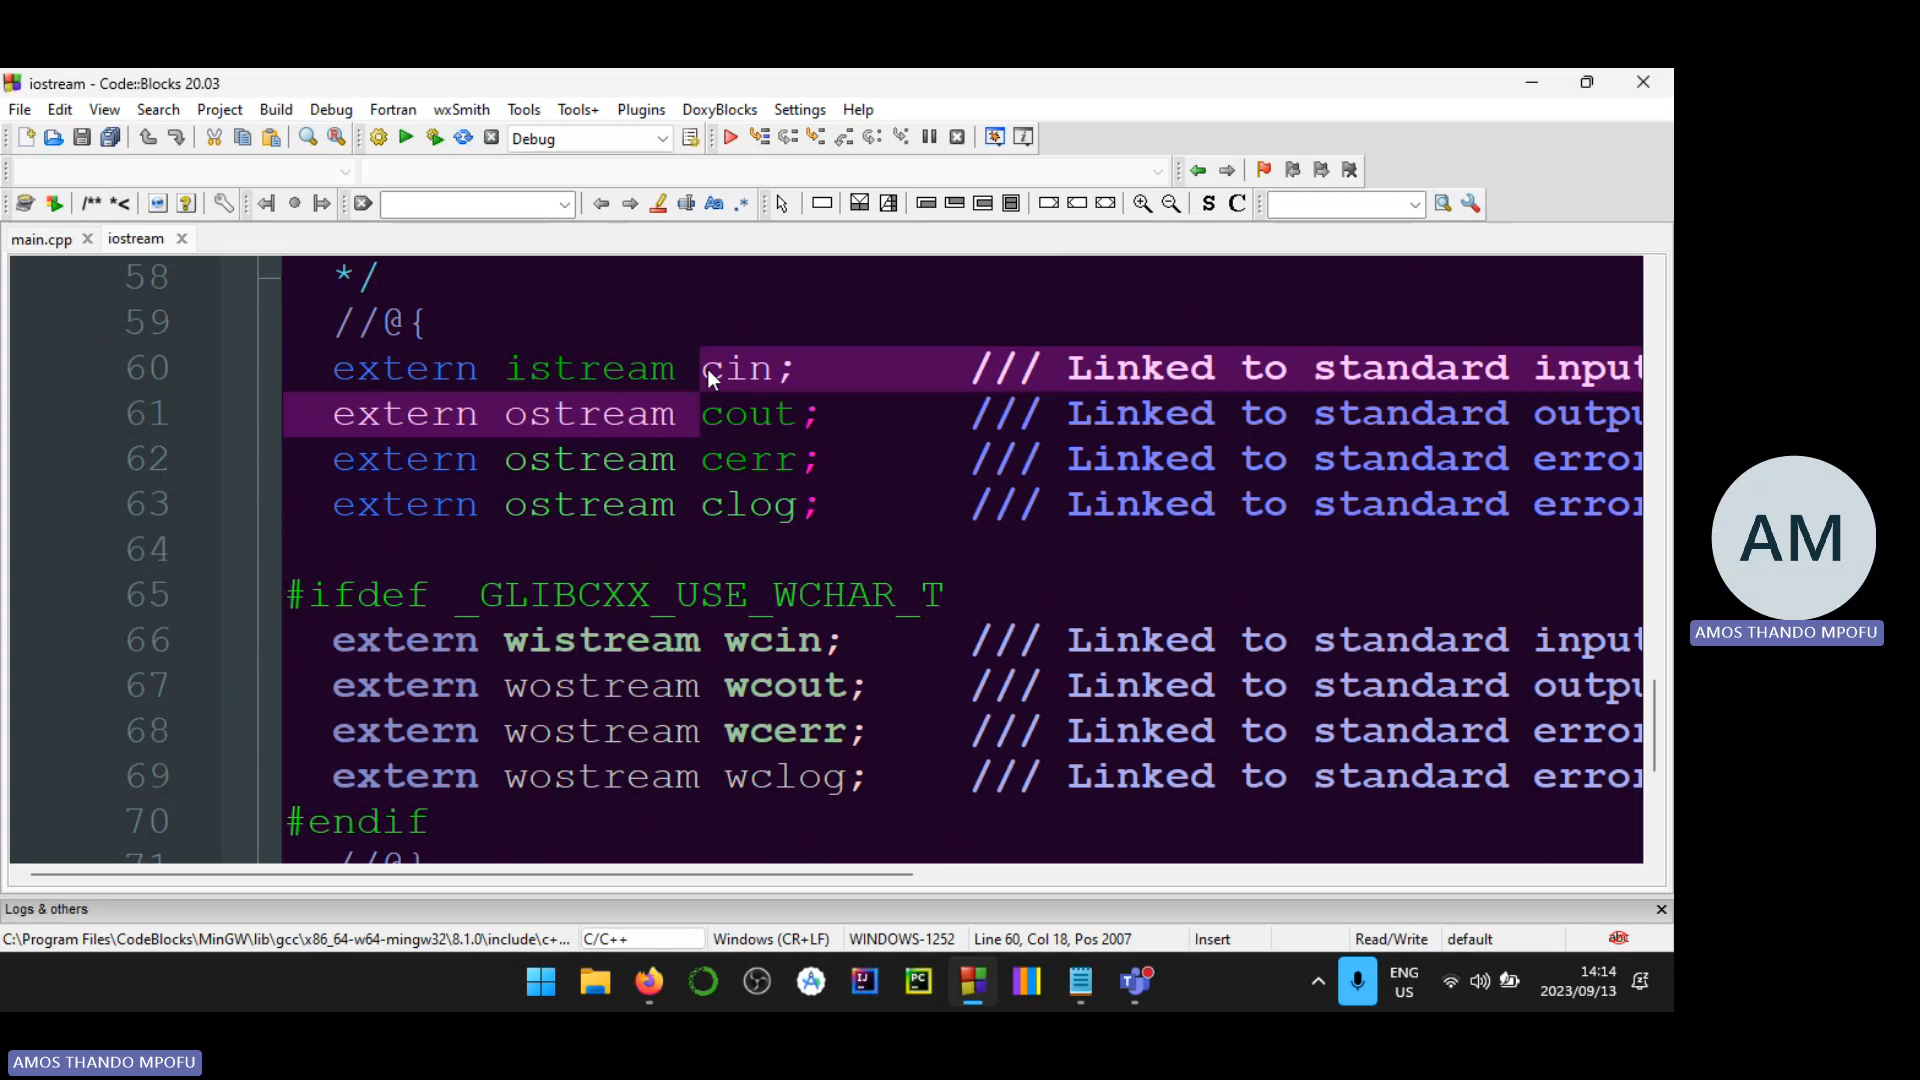 iostream - Code::Blocks 20.03
File Edit View Search Project Build Debug Fortran wxSmith Tools Tools+ Plugins DoxyBlocks Settings Help
Debug
/** *<
Aa .* S C
main.cpp iostream
58 */
59 //@{
60 extern istream cin; /// Linked to standard input
61 extern ostream cout; /// Linked to standard outpu
62 extern ostream cerr; /// Linked to standard error
63 extern ostream clog; /// Linked to standard error
64
65 #ifdef _GLIBCXX_USE_WCHAR_T
66 extern wistream wcin; /// Linked to standard input
67 extern wostream wcout; /// Linked to standard outpu
68 extern wostream wcerr; /// Linked to standard error
69 extern wostream wclog; /// Linked to standard error
70 #endif
71 //@}
Logs & others
C:\Program Files\CodeBlocks\MinGW\lib\gcc\x86_64-w64-mingw32\8.1.0\include\c+... C/C++ Windows (CR+LF) WINDOWS-1252 Line 60, Col 18, Pos 2007 Insert Read/Write default abc
ENG
US
14:14
2023/09/13
AM
AMOS THANDO MPOFU
AMOS THANDO MPOFU